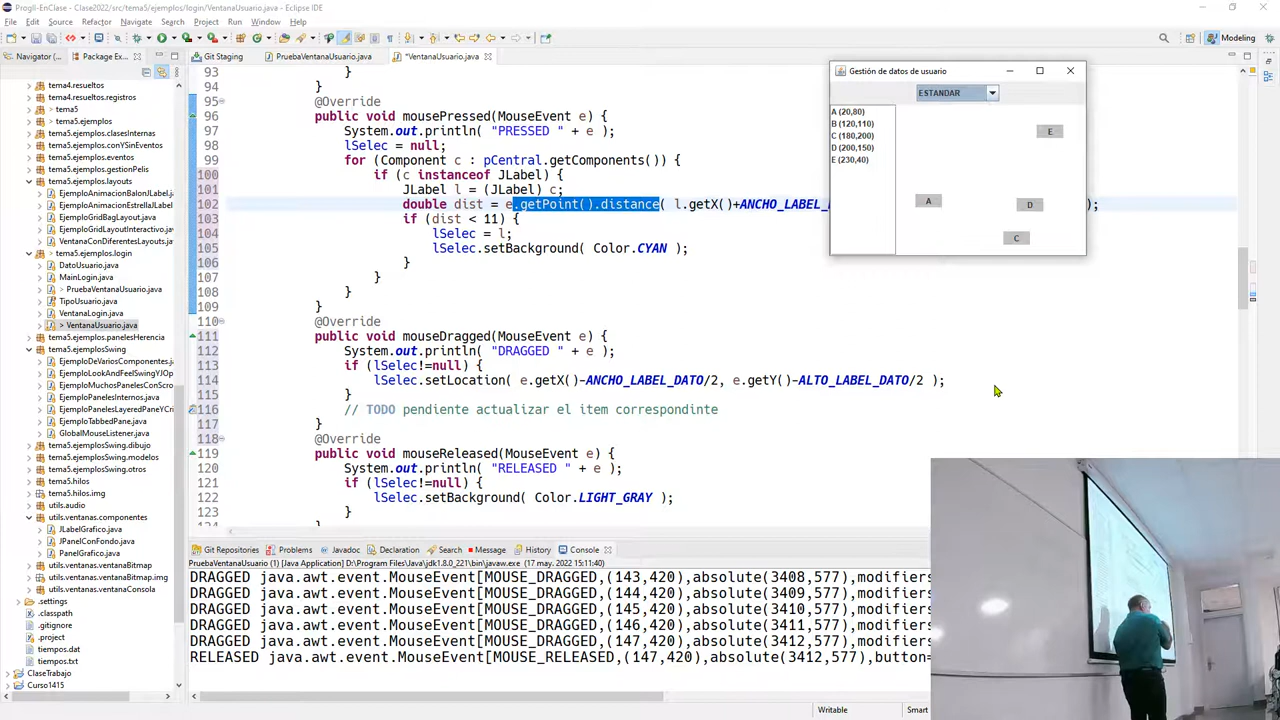 ProgII-EnClase - Clase2022/src/tema5/ejemplos/login/VentanaUsuario.java - Eclipse IDE
File Edit Source Refactor Navigate Search Project Run Window Help
Modeling
Navigator ( Package Ex...
Git Staging PruebaVentanaUsuario.java *VentanaUsuario.java
tema4.resueltos
tema4.resueltos.registros
> tema5
> tema5.ejemplos
tema5.ejemplos.clasesInternas
tema5.ejemplos.conYSinEventos
tema5.ejemplos.eventos
tema5.ejemplos.gestionPelis
tema5.ejemplos.layouts
EjemploAnimacionBalonJLabel.java
EjemploAnimacionEstrellaJLabel
EjemploGridBagLayout.java
EjemploGridLayoutInteractivo.java
VentanaConDiferentesLayouts.java
> tema5.ejemplos.login
DatoUsuario.java
MainLogin.java
> PruebaVentanaUsuario.java
TipoUsuario.java
VentanaLogin.java
> VentanaUsuario.java
tema5.ejemplos.panelesHerencia
tema5.ejemplosSwing
EjemploDeVariosComponentes.java
EjemploLookAndFeelSwingYJOp
EjemploMuchosPanelesConScro
EjemploPanelesInternos.java
EjemploPanelesLayeredPaneYCri
EjemploTabbedPane.java
GlobalMouseListener.java
tema5.ejemplosSwing.dibujo
tema5.ejemplosSwing.modelos
tema5.ejemplosSwing.otros
tema5.hilos
tema5.hilos.img
utils.audio
utils.ventanas.componentes
JLabelGrafico.java
JPanelConFondo.java
PanelGrafico.java
utils.ventanas.ventanaBitmap
utils.ventanas.ventanaBitmap.img
utils.ventanas.ventanaConsola
.settings
.classpath
.gitignore
.project
tiempos.dat
tiempos.txt
ClaseTrabajo
Curso1415
93 }
94 }
95 @Override
96 public void mousePressed(MouseEvent e) {
97 System.out.println( "PRESSED " + e );
98 lSelec = null;
99 for (Component c : pCentral.getComponents()) {
100 if (c instanceof JLabel) {
101 JLabel l = (JLabel) c;
102 double dist = e.getPoint().distance( l.getX()+ANCHO_LABEL_D );
103 if (dist < 11) {
104 lSelec = l;
105 lSelec.setBackground( Color.CYAN );
106 }
107 }
108 }
109 }
110 @Override
111 public void mouseDragged(MouseEvent e) {
112 System.out.println( "DRAGGED " + e );
113 if (lSelec!=null) {
114 lSelec.setLocation( e.getX()-ANCHO_LABEL_DATO/2, e.getY()-ALTO_LABEL_DATO/2 );
115 }
116 // TODO pendiente actualizar el item correspondinte
117 }
118 @Override
119 public void mouseReleased(MouseEvent e) {
120 System.out.println( "RELEASED " + e );
121 if (lSelec!=null) {
122 lSelec.setBackground( Color.LIGHT_GRAY );
123 }
124 }
Gestión de datos de usuario
ESTANDAR
A (20,80)
B (120,110)
C (180,200)
D (200,150)
E (230,40)
E
A
D
C
Git Repositories Problems Javadoc Declaration Search Message History Console
PruebaVentanaUsuario (1) [Java Application] D:\Program Files\Java\jdk1.8.0_221\bin\javaw.exe (17 may. 2022 15:11:40)
DRAGGED java.awt.event.MouseEvent[MOUSE_DRAGGED,(143,420),absolute(3408,577),modifiers
DRAGGED java.awt.event.MouseEvent[MOUSE_DRAGGED,(144,420),absolute(3409,577),modifiers
DRAGGED java.awt.event.MouseEvent[MOUSE_DRAGGED,(145,420),absolute(3410,577),modifiers
DRAGGED java.awt.event.MouseEvent[MOUSE_DRAGGED,(146,420),absolute(3411,577),modifiers
DRAGGED java.awt.event.MouseEvent[MOUSE_DRAGGED,(147,420),absolute(3412,577),modifiers
RELEASED java.awt.event.MouseEvent[MOUSE_RELEASED,(147,420),absolute(3412,577),button=
Writable Smart